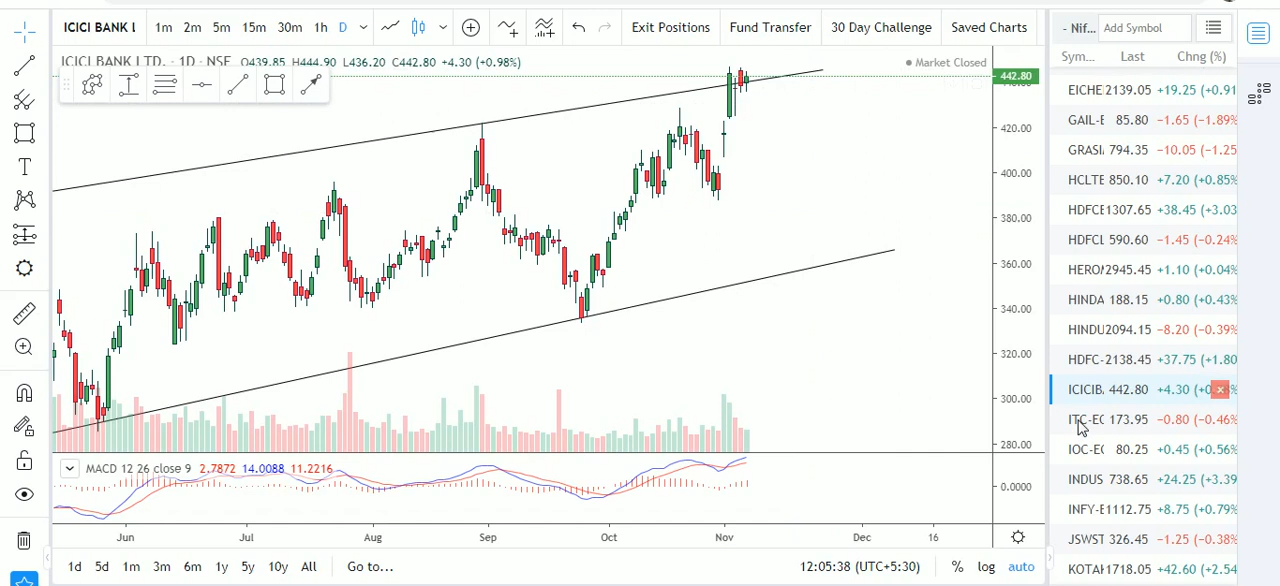 ICICI BANK L 1m 2m 5m 15m 30m 1h D Exit Positions Fund Transfer 30 Day Challenge Saved Charts
- Nif... Add Symbol
Sym... Last Chng (%)
ICICI BANK LTD. · 1D · NSE O439.85 H444.90 L436.20 C442.80 +4.30 (+0.98%)
Market Closed
442.80
420.00
400.00
380.00
360.00
340.00
320.00
300.00
280.00
EICHE 2139.05 +19.25 (+0.91
GAIL-E 85.80 −1.65 (−1.89%
GRASI 794.35 −10.05 (−1.25
HCLTE 850.10 +7.20 (+0.85%
HDFCE 1307.65 +38.45 (+3.03
HDFCL 590.60 −1.45 (−0.24%
HERO 2945.45 +1.10 (+0.04%
HINDA 188.15 +0.80 (+0.43%
HINDU 2094.15 −8.20 (−0.39%
HDFC- 2138.45 +37.75 (+1.80
ICICIB. 442.80 +4.30
ITC-EQ 173.95 −0.80 (−0.46%
IOC-EQ 80.25 +0.45 (+0.56%
INDUS 738.65 +24.25 (+3.39
INFY-E 1112.75 +8.75 (+0.79%
JSWST 326.45 −1.25 (−0.38%
KOTAK 1718.05 +42.60 (+2.54
MACD 12 26 close 9 2.7872 14.0088 11.2216
0.0000
Jun Jul Aug Sep Oct Nov Dec 16
1d 5d 1m 3m 6m 1y 5y 10y All Go to... 12:05:38 (UTC+5:30) % log auto